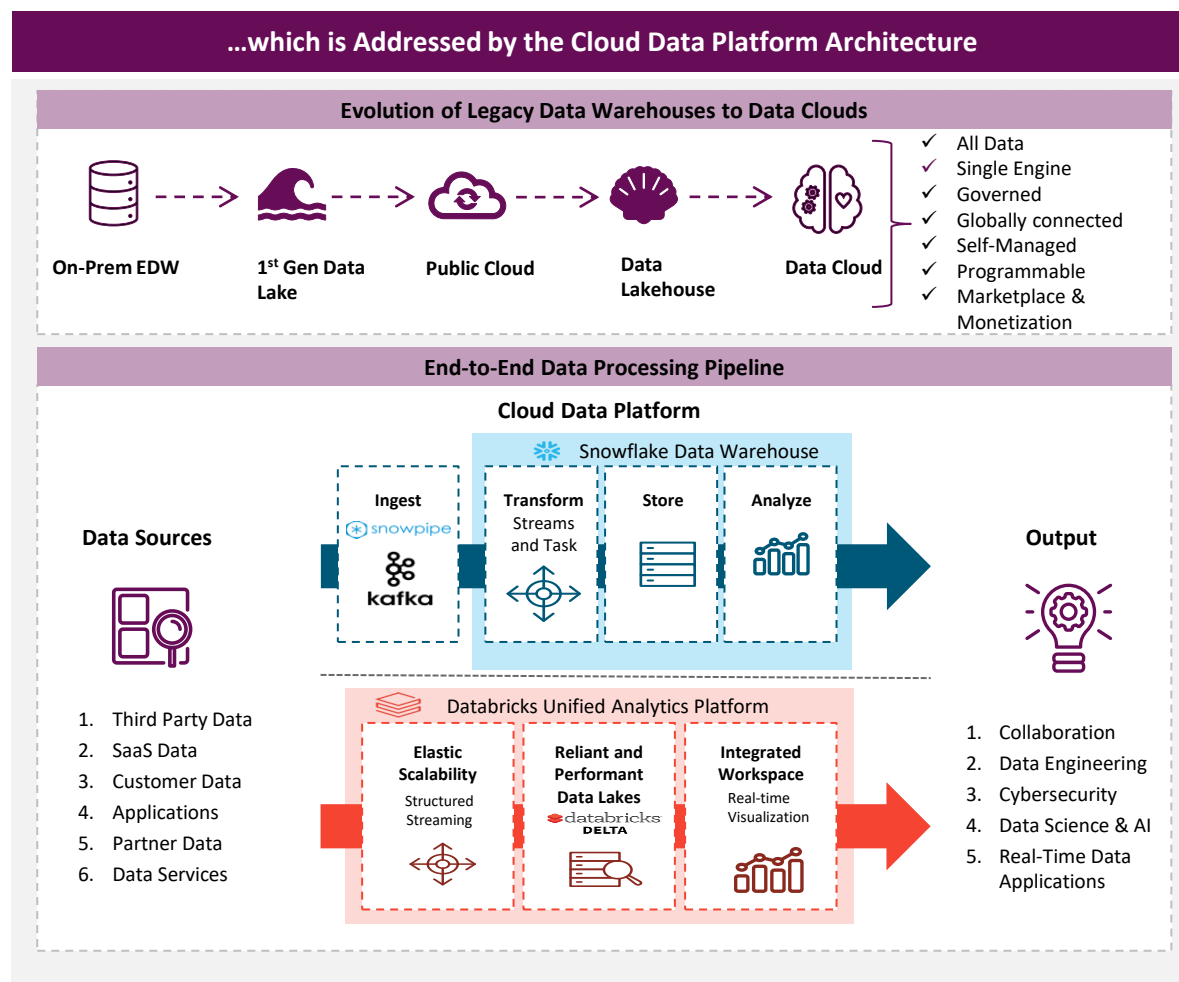 …which is Addressed by the Cloud Data Platform Architecture
Evolution of Legacy Data Warehouses to Data Clouds
On-Prem EDW
1st Gen Data
Lake
Public Cloud
Data
Lakehouse
Data Cloud
✓ All Data
✓ Single Engine
✓ Governed
✓ Globally connected
✓ Self-Managed
✓ Programmable
✓ Marketplace &
Monetization
End-to-End Data Processing Pipeline
Cloud Data Platform
Data Sources
1. Third Party Data
2. SaaS Data
3. Customer Data
4. Applications
5. Partner Data
6. Data Services
Snowflake Data Warehouse
Ingest
snowpipe
kafka
Transform
Streams
and Task
Store
Analyze
Databricks Unified Analytics Platform
Elastic
Scalability
Structured
Streaming
Reliant and
Performant
Data Lakes
databricks
DELTA
Integrated
Workspace
Real-time
Visualization
Output
1. Collaboration
2. Data Engineering
3. Cybersecurity
4. Data Science & AI
5. Real-Time Data
Applications